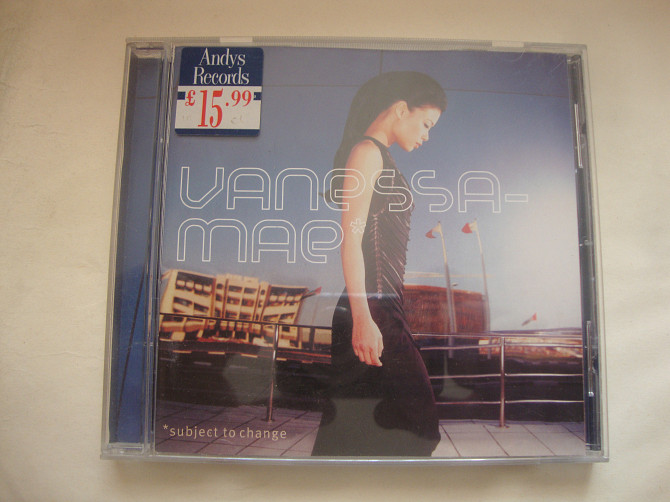 Andys
Records
£15.99
VANESSA-
MAE*
*subject to change